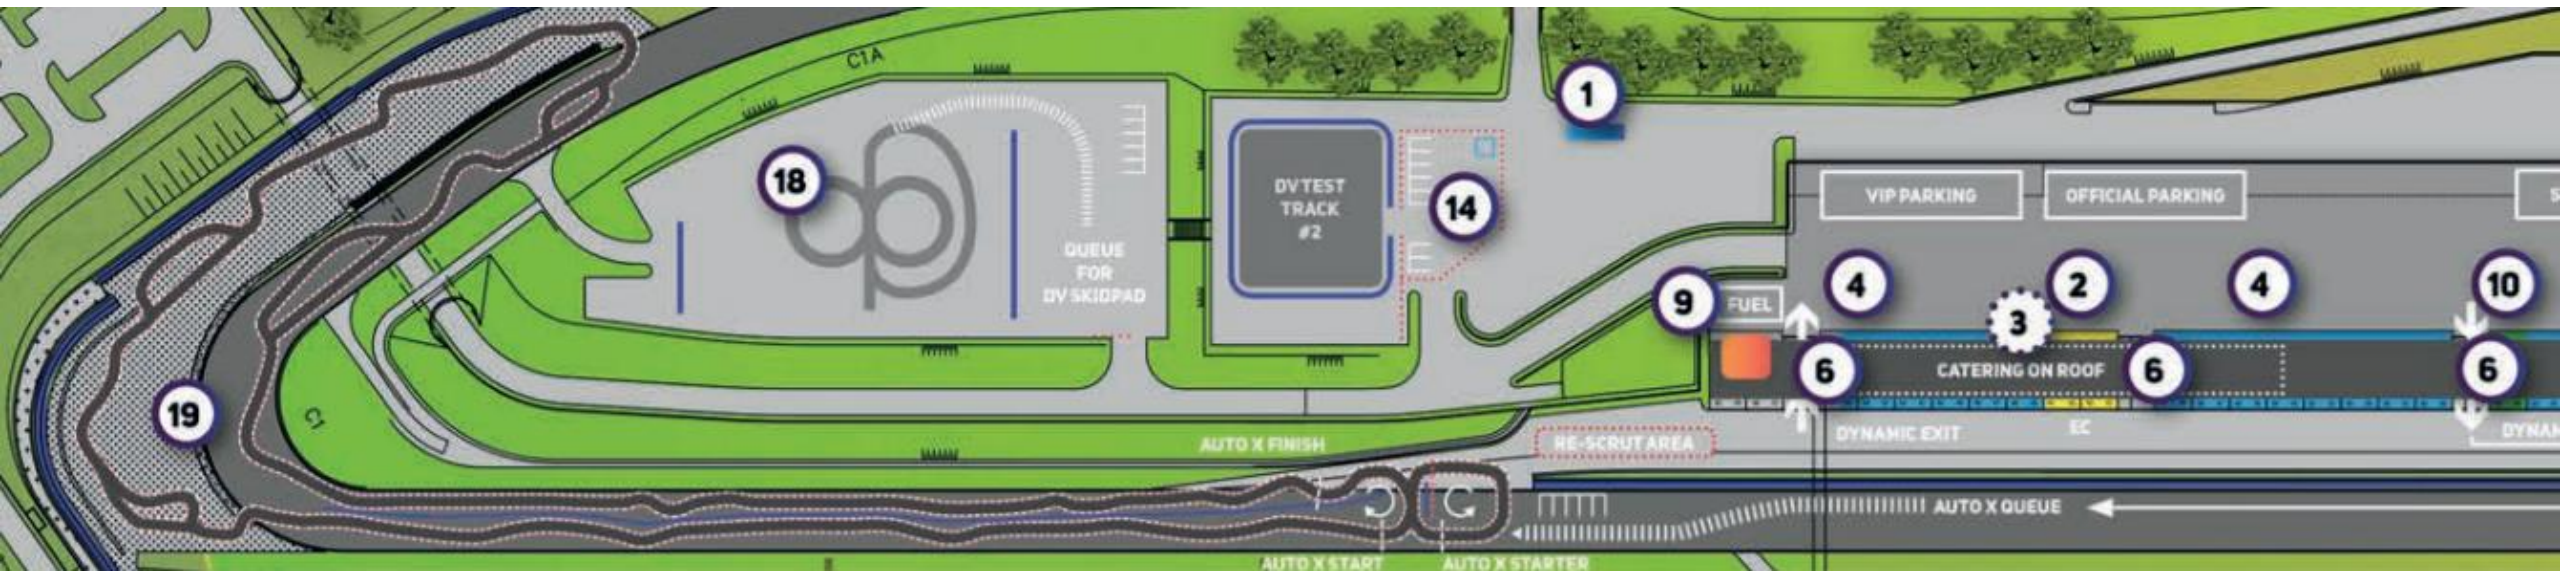 C1A
1
18
DV TEST
TRACK
#2
14
VIP PARKING
OFFICIAL PARKING
S
QUEUE
FOR
DV SKIDPAD
9
FUEL
4
3
2
4
10
6
CATERING ON ROOF
6
6
19
C1
AUTO X FINISH
RE-SCRUT AREA
DYNAMIC EXIT
EC
DYNAM
AUTO X QUEUE
AUTO X START
AUTO X STARTER